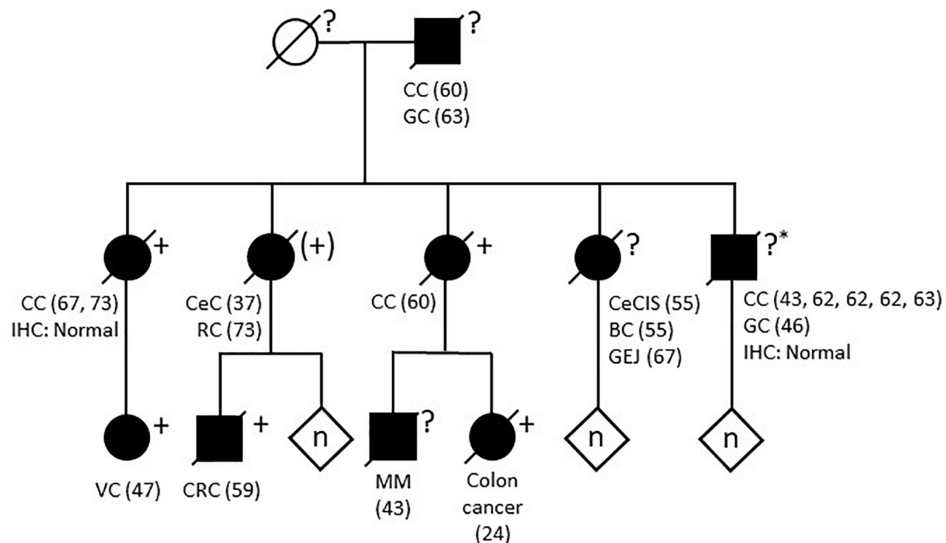 ? ?
CC (60)
GC (63)
+ (+) + ? ?*
CC (67, 73)
IHC: Normal
CeC (37)
RC (73)
CC (60)
CeCIS (55)
BC (55)
GEJ (67)
CC (43, 62, 62, 62, 63)
GC (46)
IHC: Normal
+ + n ? + n n
VC (47)
CRC (59)
MM
(43)
Colon
cancer
(24)